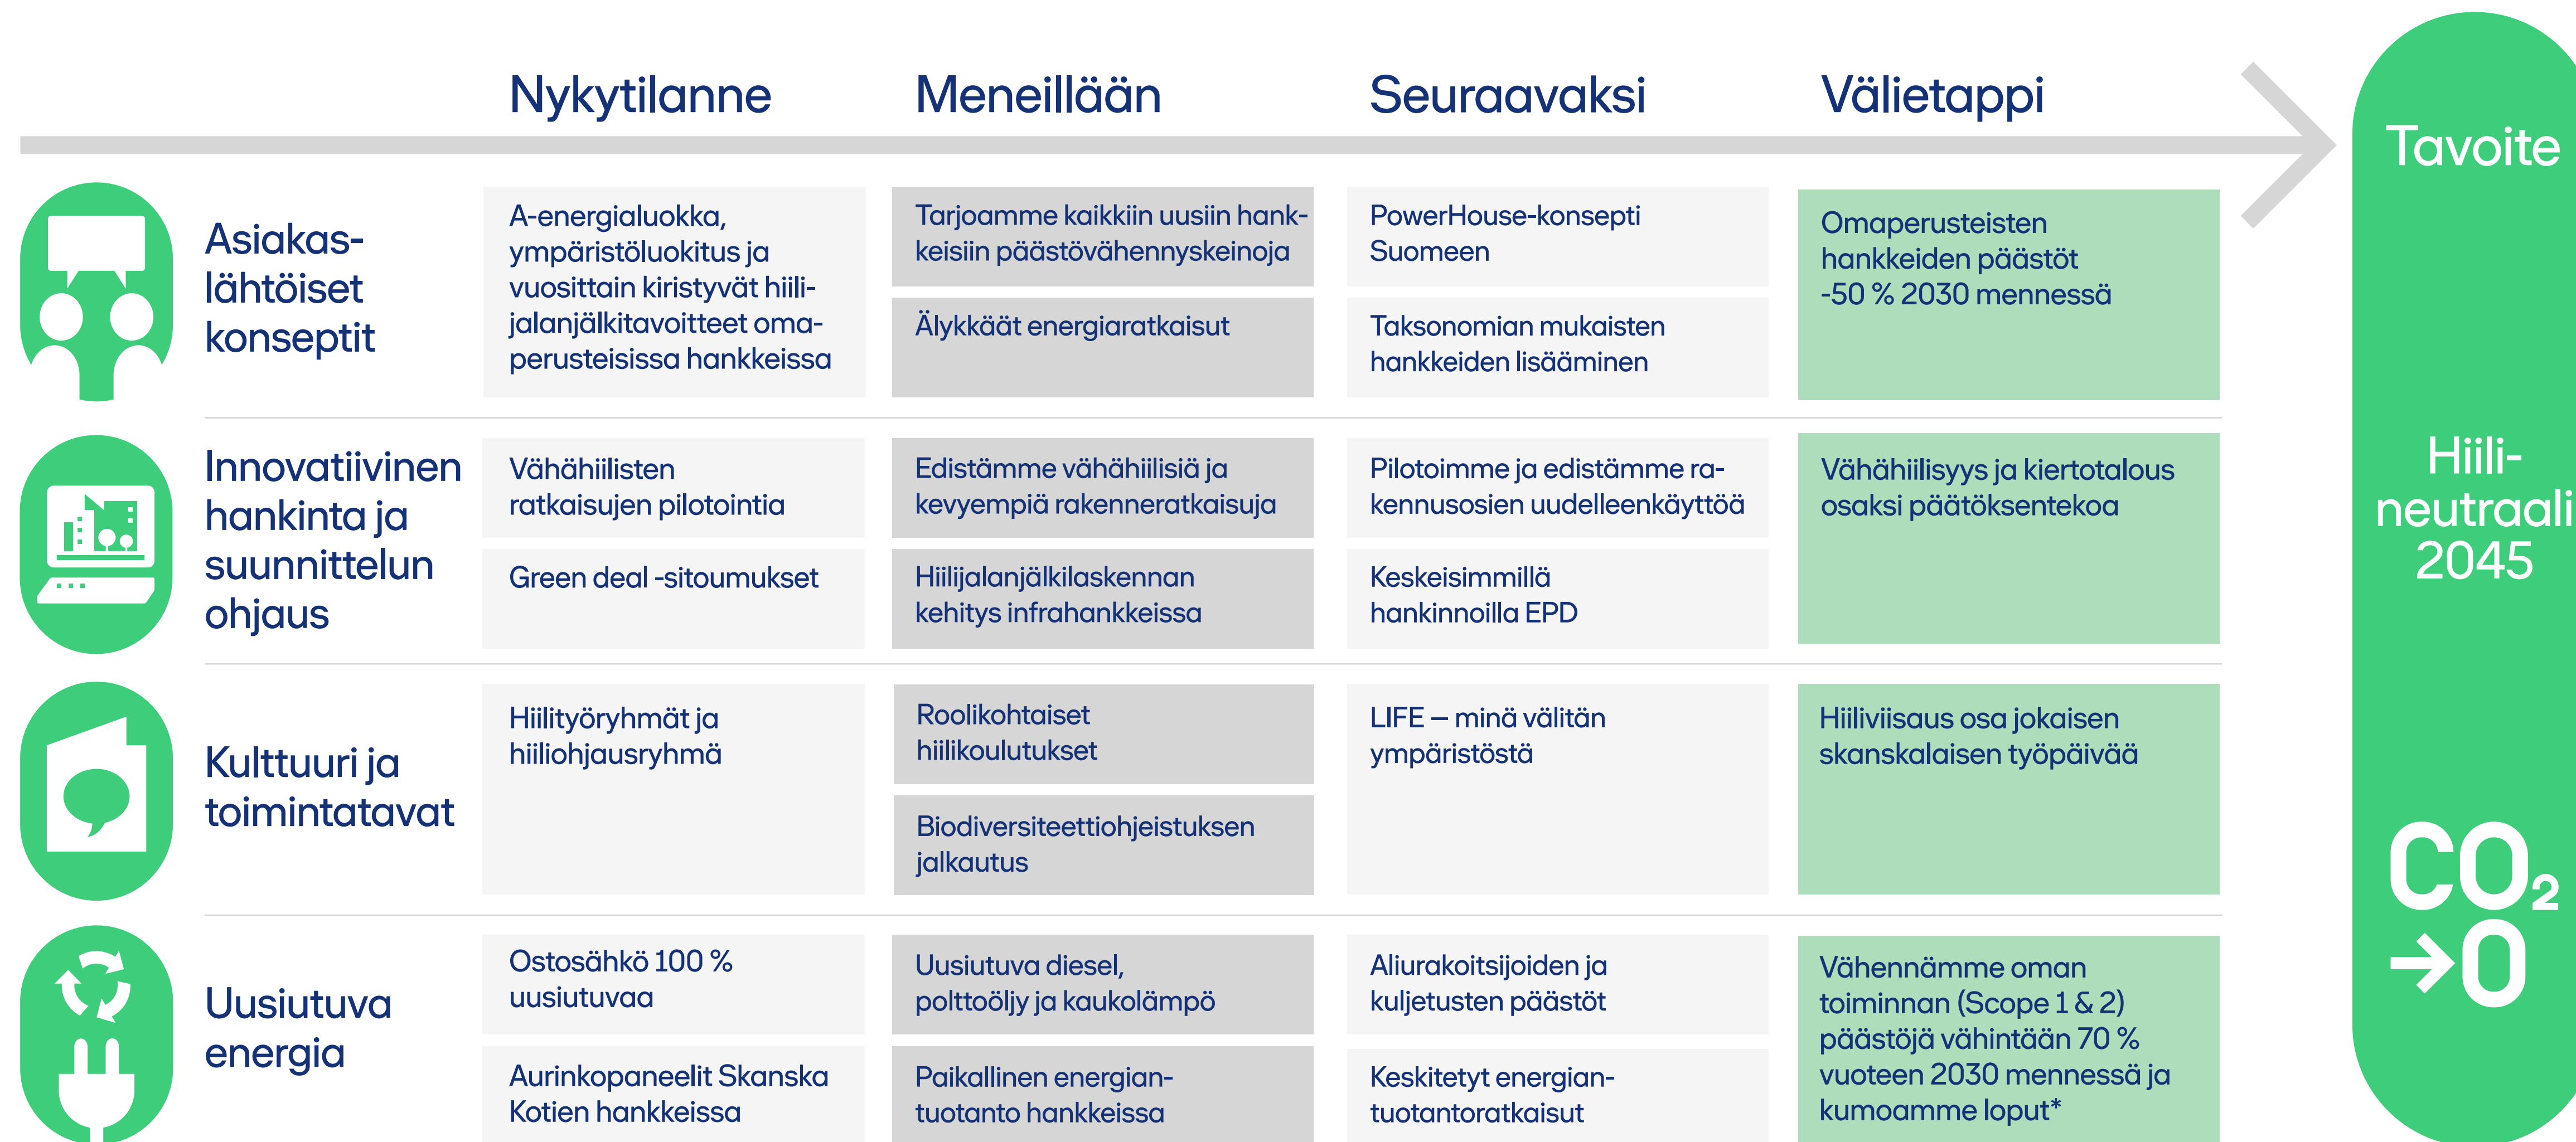 Nykytilanne
Meneillään
Seuraavaksi
Välietappi
Tavoite
Asiakas-
lähtöiset
konseptit
A-energialuokka,
ympäristöluokitus ja
vuosittain kiristyvät hiili-
jalanjälkitavoitteet oma-
perusteisissa hankkeissa
Tarjoamme kaikkiin uusiin hank-
keisiin päästövähennyskeinoja
Älykkäät energiaratkaisut
PowerHouse-konsepti
Suomeen
Taksonomian mukaisten
hankkeiden lisääminen
Omaperusteisten
hankkeiden päästöt
-50 % 2030 mennessä
Innovatiivinen
hankinta ja
suunnittelun
ohjaus
Vähähiilisten
ratkaisujen pilotointia
Green deal -sitoumukset
Edistämme vähähiilisiä ja
kevyempiä rakenneratkaisuja
Hiilijalanjälkilaskennan
kehitys infrahankkeissa
Pilotoimme ja edistämme ra-
kennusosien uudelleenkäyttöä
Keskeisimmillä
hankinnoilla EPD
Vähähiilisyys ja kiertotalous
osaksi päätöksentekoa
Hiili-
neutraali
2045
Kulttuuri ja
toimintatavat
Hiilityöryhmät ja
hiiliohjausryhmä
Roolikohtaiset
hiilikoulutukset
Biodiversiteettiohjeistuksen
jalkautus
LIFE – minä välitän
ympäristöstä
Hiiliviisaus osa jokaisen
skanskalaisen työpäivää
CO₂
→0
Uusiutuva
energia
Ostosähkö 100 %
uusiutuvaa
Aurinkopaneelit Skanska
Kotien hankkeissa
Uusiutuva diesel,
polttoöljy ja kaukolämpö
Paikallinen energian-
tuotanto hankkeissa
Aliurakoitsijoiden ja
kuljetusten päästöt
Keskitetyt energian-
tuotantoratkaisut
Vähennämme oman
toiminnan (Scope 1 & 2)
päästöjä vähintään 70 %
vuoteen 2030 mennessä ja
kumoamme loput*